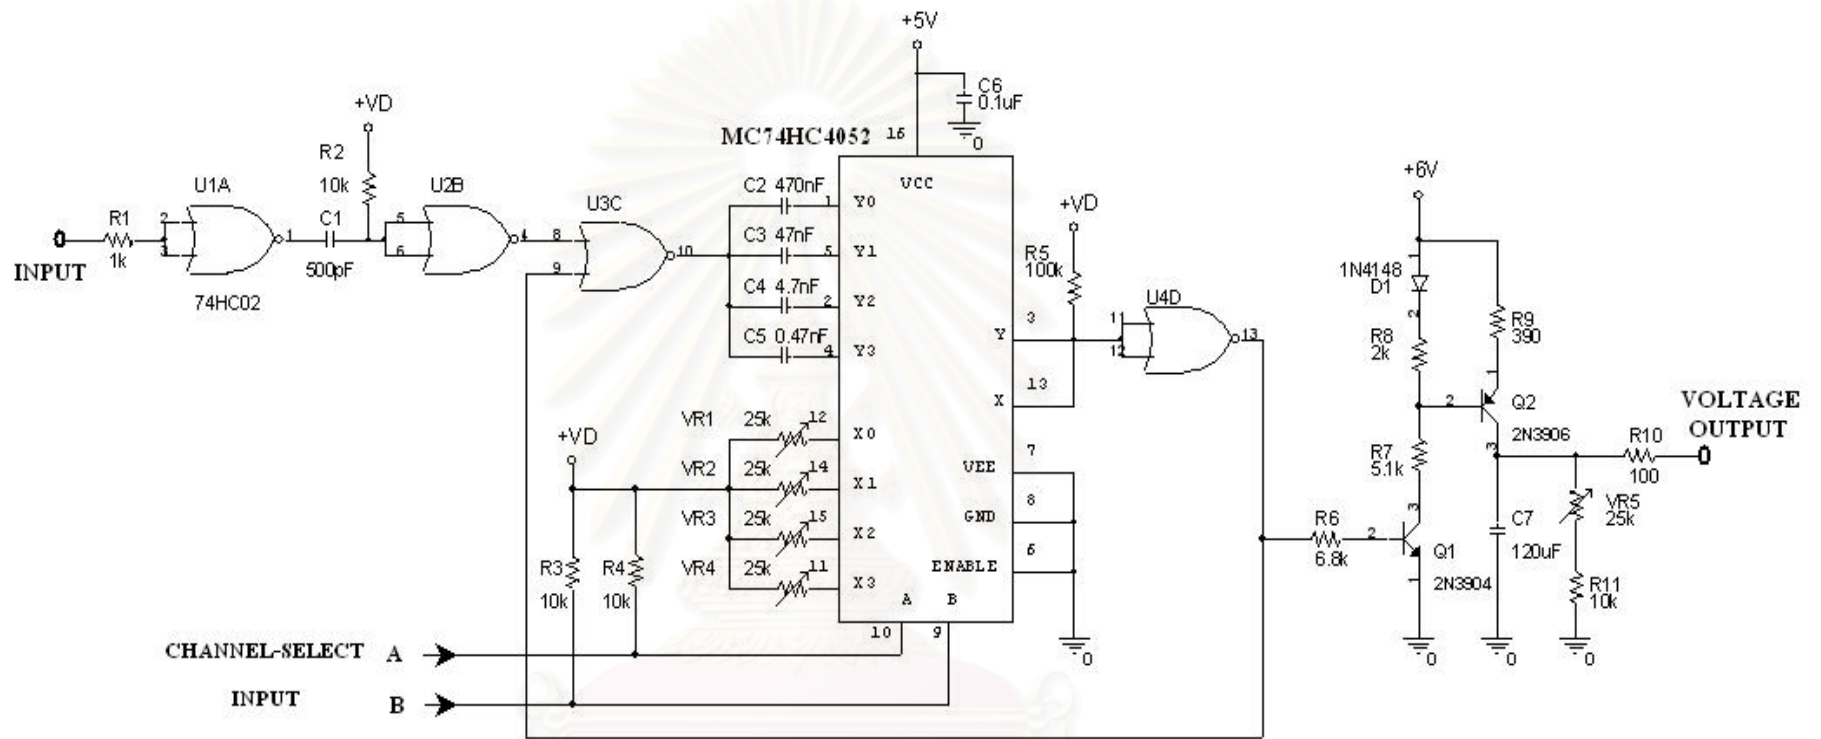 +5V
C6
0.1uF
0
+VD
MC74HC4052
16
R2
10k
VCC
+6V
U1A
U2B
U3C
C2 470nF
1
Y0
+VD
R1
1k
2
3
1
C1
500pF
5
6
4
8
9
10
C3 47nF
5
Y1
R5
100k
1N4148
D1
1
2
INPUT
74HC02
C4 4.7nF
2
Y2
U4D
R9
390
C5 0.47nF
4
Y3
Y
3
11
12
13
R8
2k
X
13
1
2
Q2
2N3906
3
VOLTAGE
OUTPUT
VR1
25k
12
X0
+VD
VR2
25k
14
X1
VEE
7
R7
5.1k
R10
100
VR3
25k
15
X2
GND
8
R6
6.8k
2
3
Q1
2N3904
1
C7
120uF
VR5
25k
R3
10k
R4
10k
VR4
25k
11
X3
ENABLE
6
R11
10k
A
B
10
9
0
0
0
0
CHANNEL-SELECT
A
INPUT
B